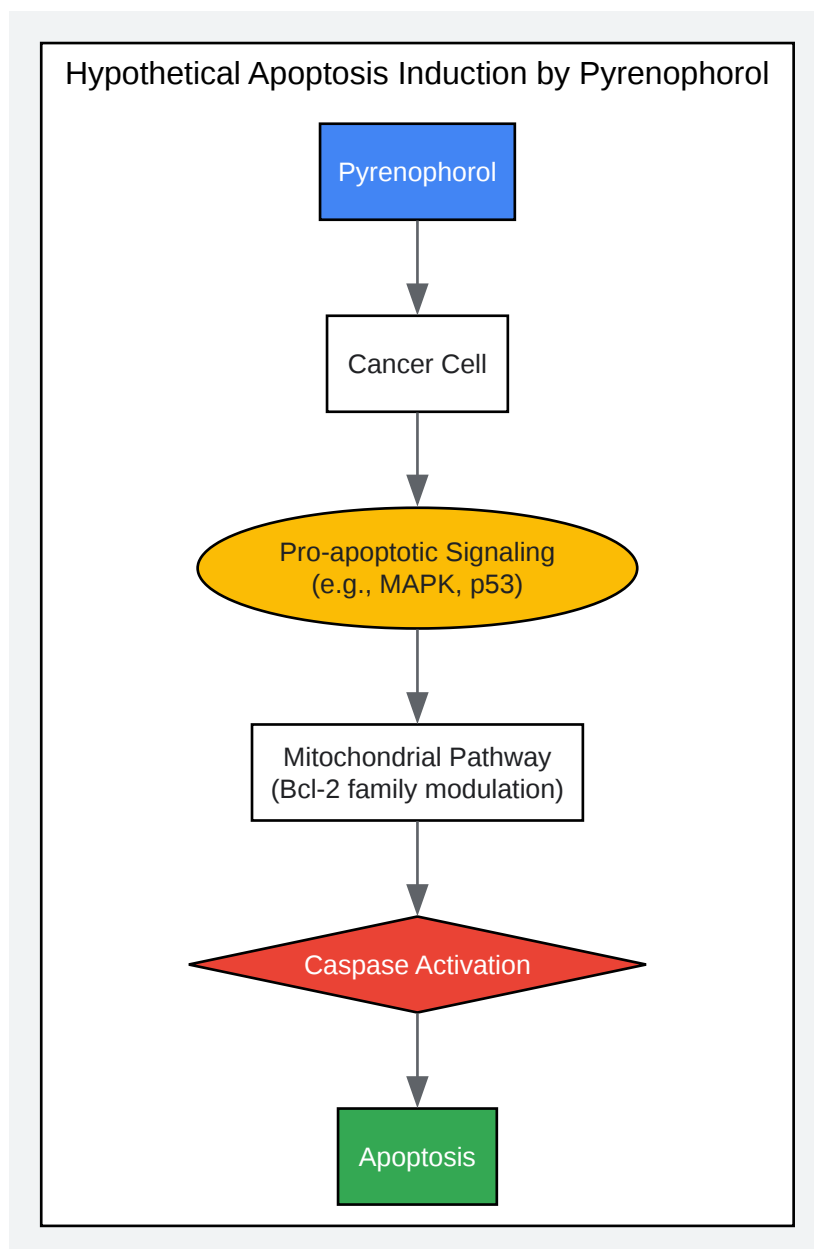 Hypothetical Apoptosis Induction by Pyrenophorol
Pyrenophorol
Cancer Cell
Pro-apoptotic Signaling
(e.g., MAPK, p53)
Mitochondrial Pathway
(Bcl-2 family modulation)
Caspase Activation
Apoptosis